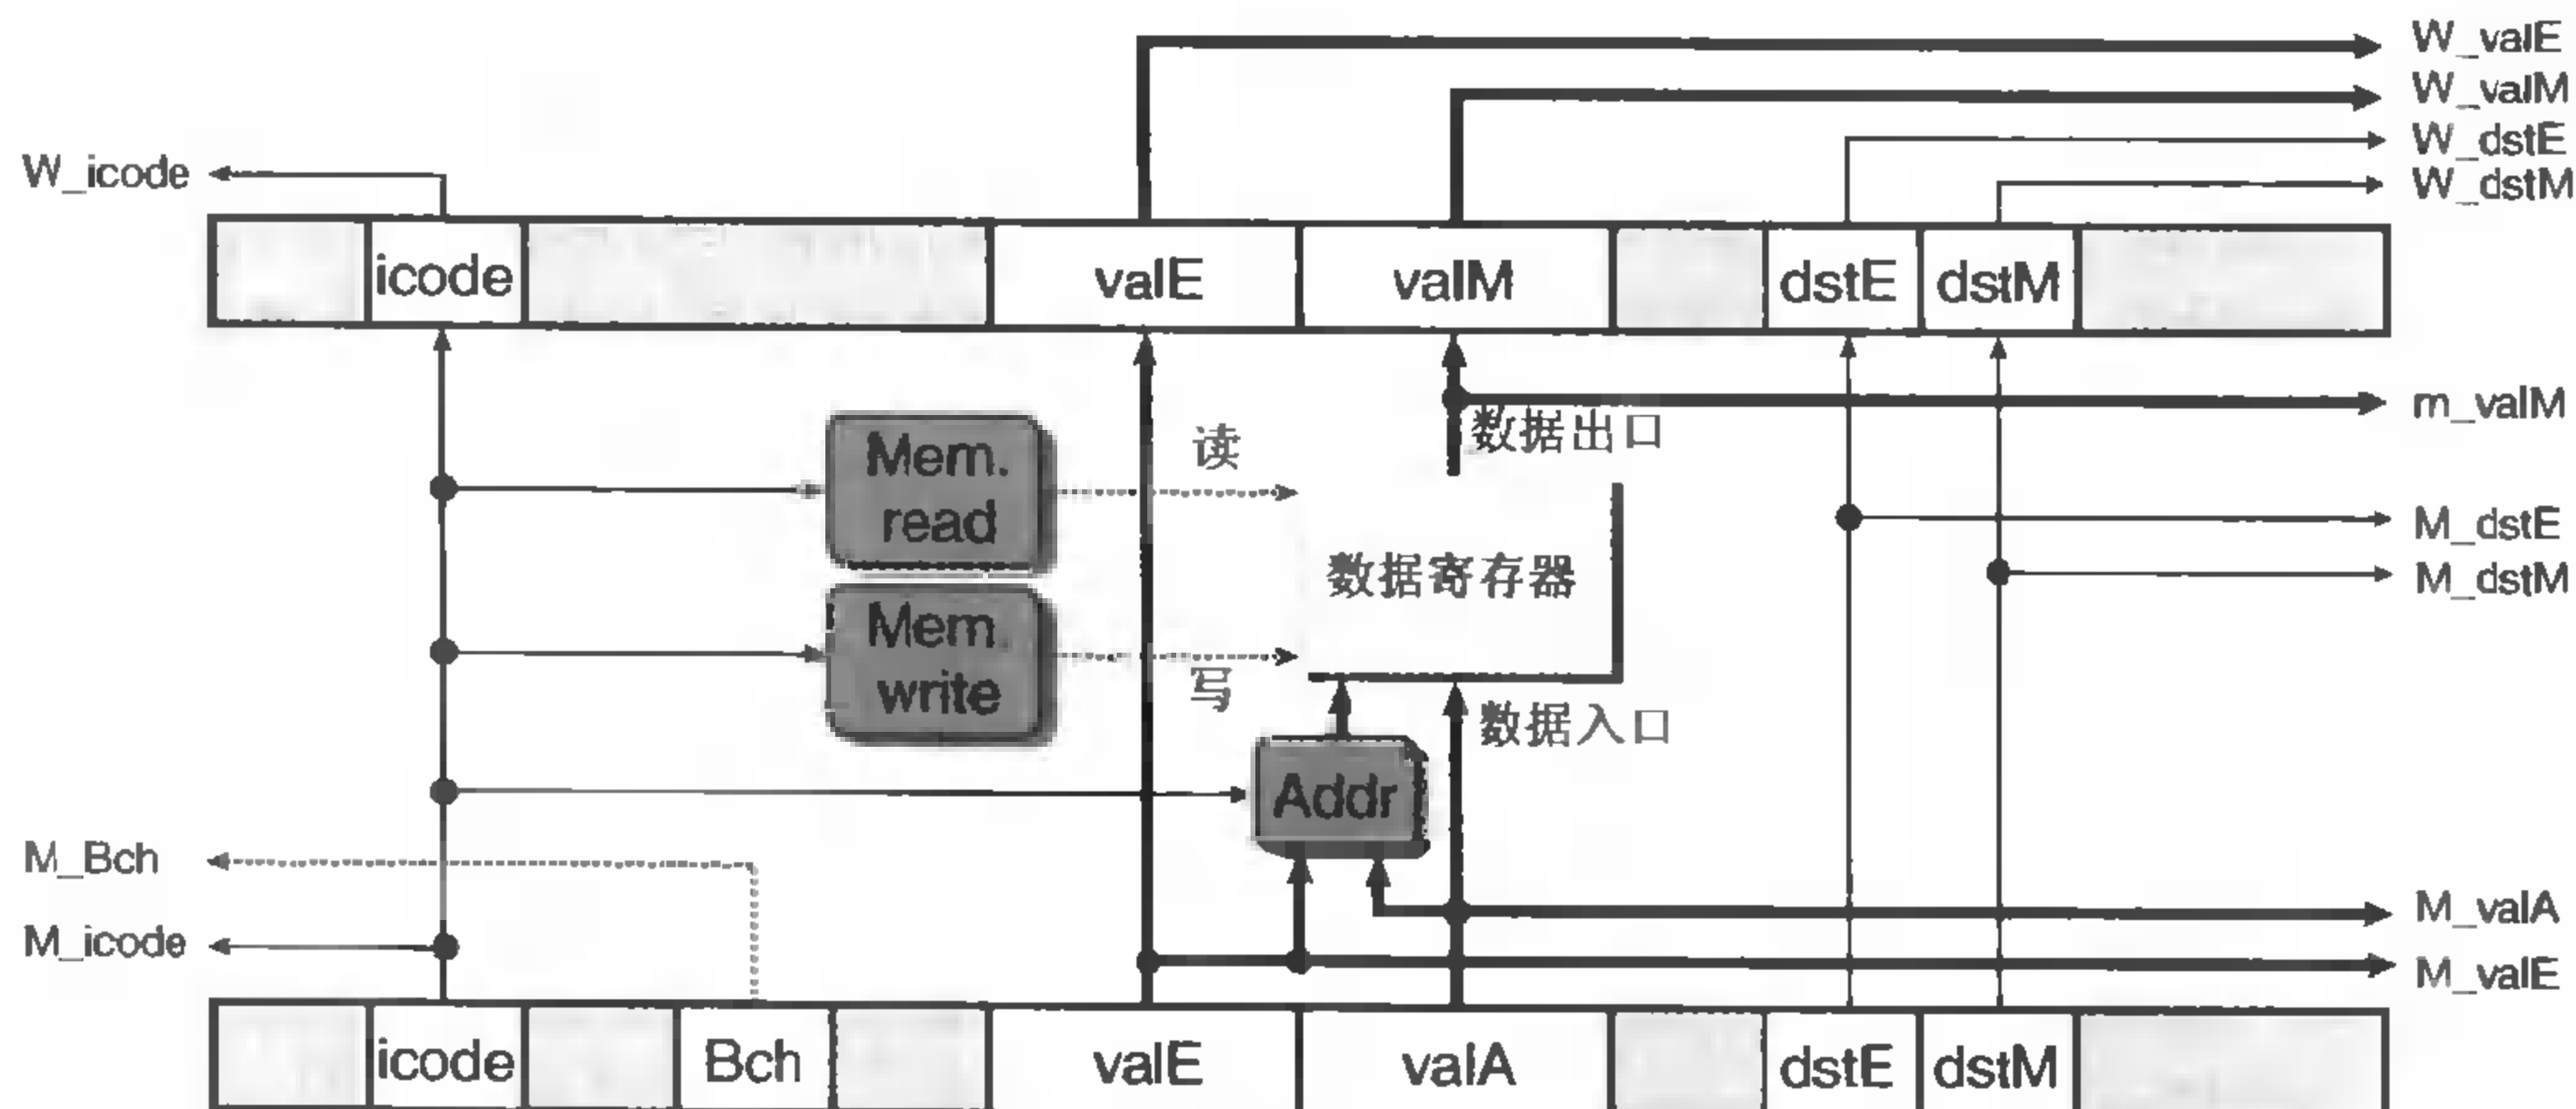 W_valE
W_valM
W_dstE
W_icode
W_dstM
icode valE valM dstE dstM
m_valM
数据出口
Mem.
read
读
M_dstE
数据寄存器
M_dstM
Mem.
write
写
数据入口
Addr
M_Bch
M_valA
M_icode
M_valE
icode Bch valE valA dstE dstM